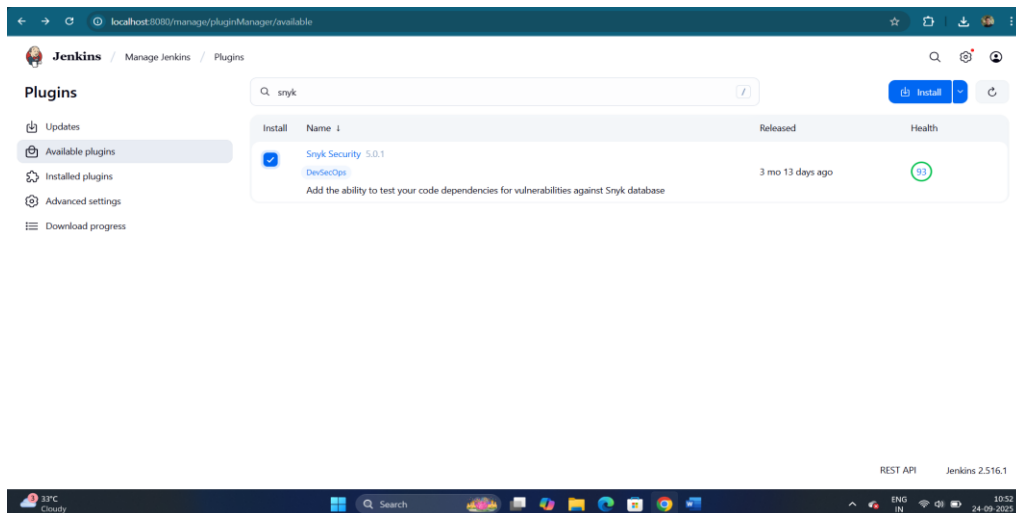 localhost:8080/manage/pluginManager/available
Jenkins / Manage Jenkins / Plugins
Plugins
snyk
/
Install
Updates
Available plugins
Installed plugins
Advanced settings
Download progress
Install Name ↓ Released Health
Snyk Security 5.0.1
DevSecOps
Add the ability to test your code dependencies for vulnerabilities against Snyk database
3 mo 13 days ago
93
REST API Jenkins 2.516.1
3
33°C
Cloudy
Search
ENG
IN
10:52
24-09-2025